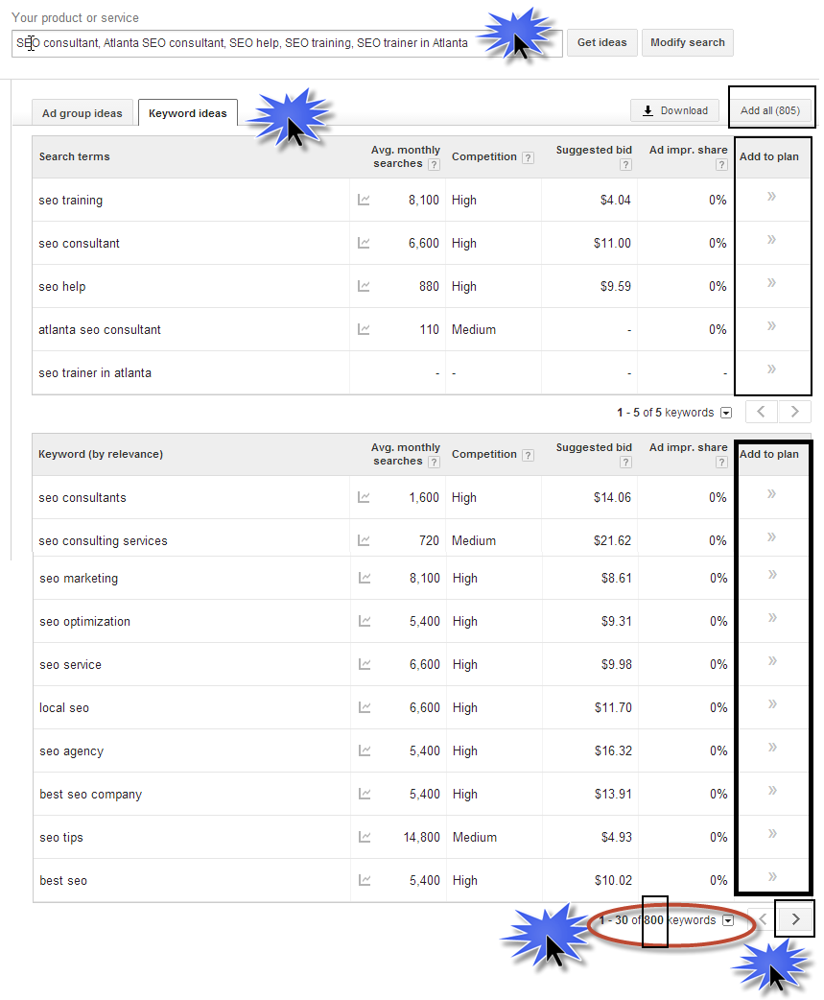 Your product or service
SEO consultant, Atlanta SEO consultant, SEO help, SEO training, SEO trainer in Atlanta
Get ideas
Modify search
Ad group ideas
Keyword ideas
Download
Add all (805)
Search terms Avg. monthly searches ? Competition ? Suggested bid ? Ad impr. share ? Add to plan
seo training 8,100 High $4.04 0% »
seo consultant 6,600 High $11.00 0% »
seo help 880 High $9.59 0% »
atlanta seo consultant 110 Medium - 0% »
seo trainer in atlanta - - - - »
1 - 5 of 5 keywords
Keyword (by relevance) Avg. monthly searches ? Competition ? Suggested bid ? Ad impr. share ? Add to plan
seo consultants 1,600 High $14.06 0% »
seo consulting services 720 Medium $21.62 0% »
seo marketing 8,100 High $8.61 0% »
seo optimization 5,400 High $9.31 0% »
seo service 6,600 High $9.98 0% »
local seo 6,600 High $11.70 0% »
seo agency 5,400 High $16.32 0% »
best seo company 5,400 High $13.91 0% »
seo tips 14,800 Medium $4.93 0% »
best seo 5,400 High $10.02 0% »
1 - 30 of 800 keywords